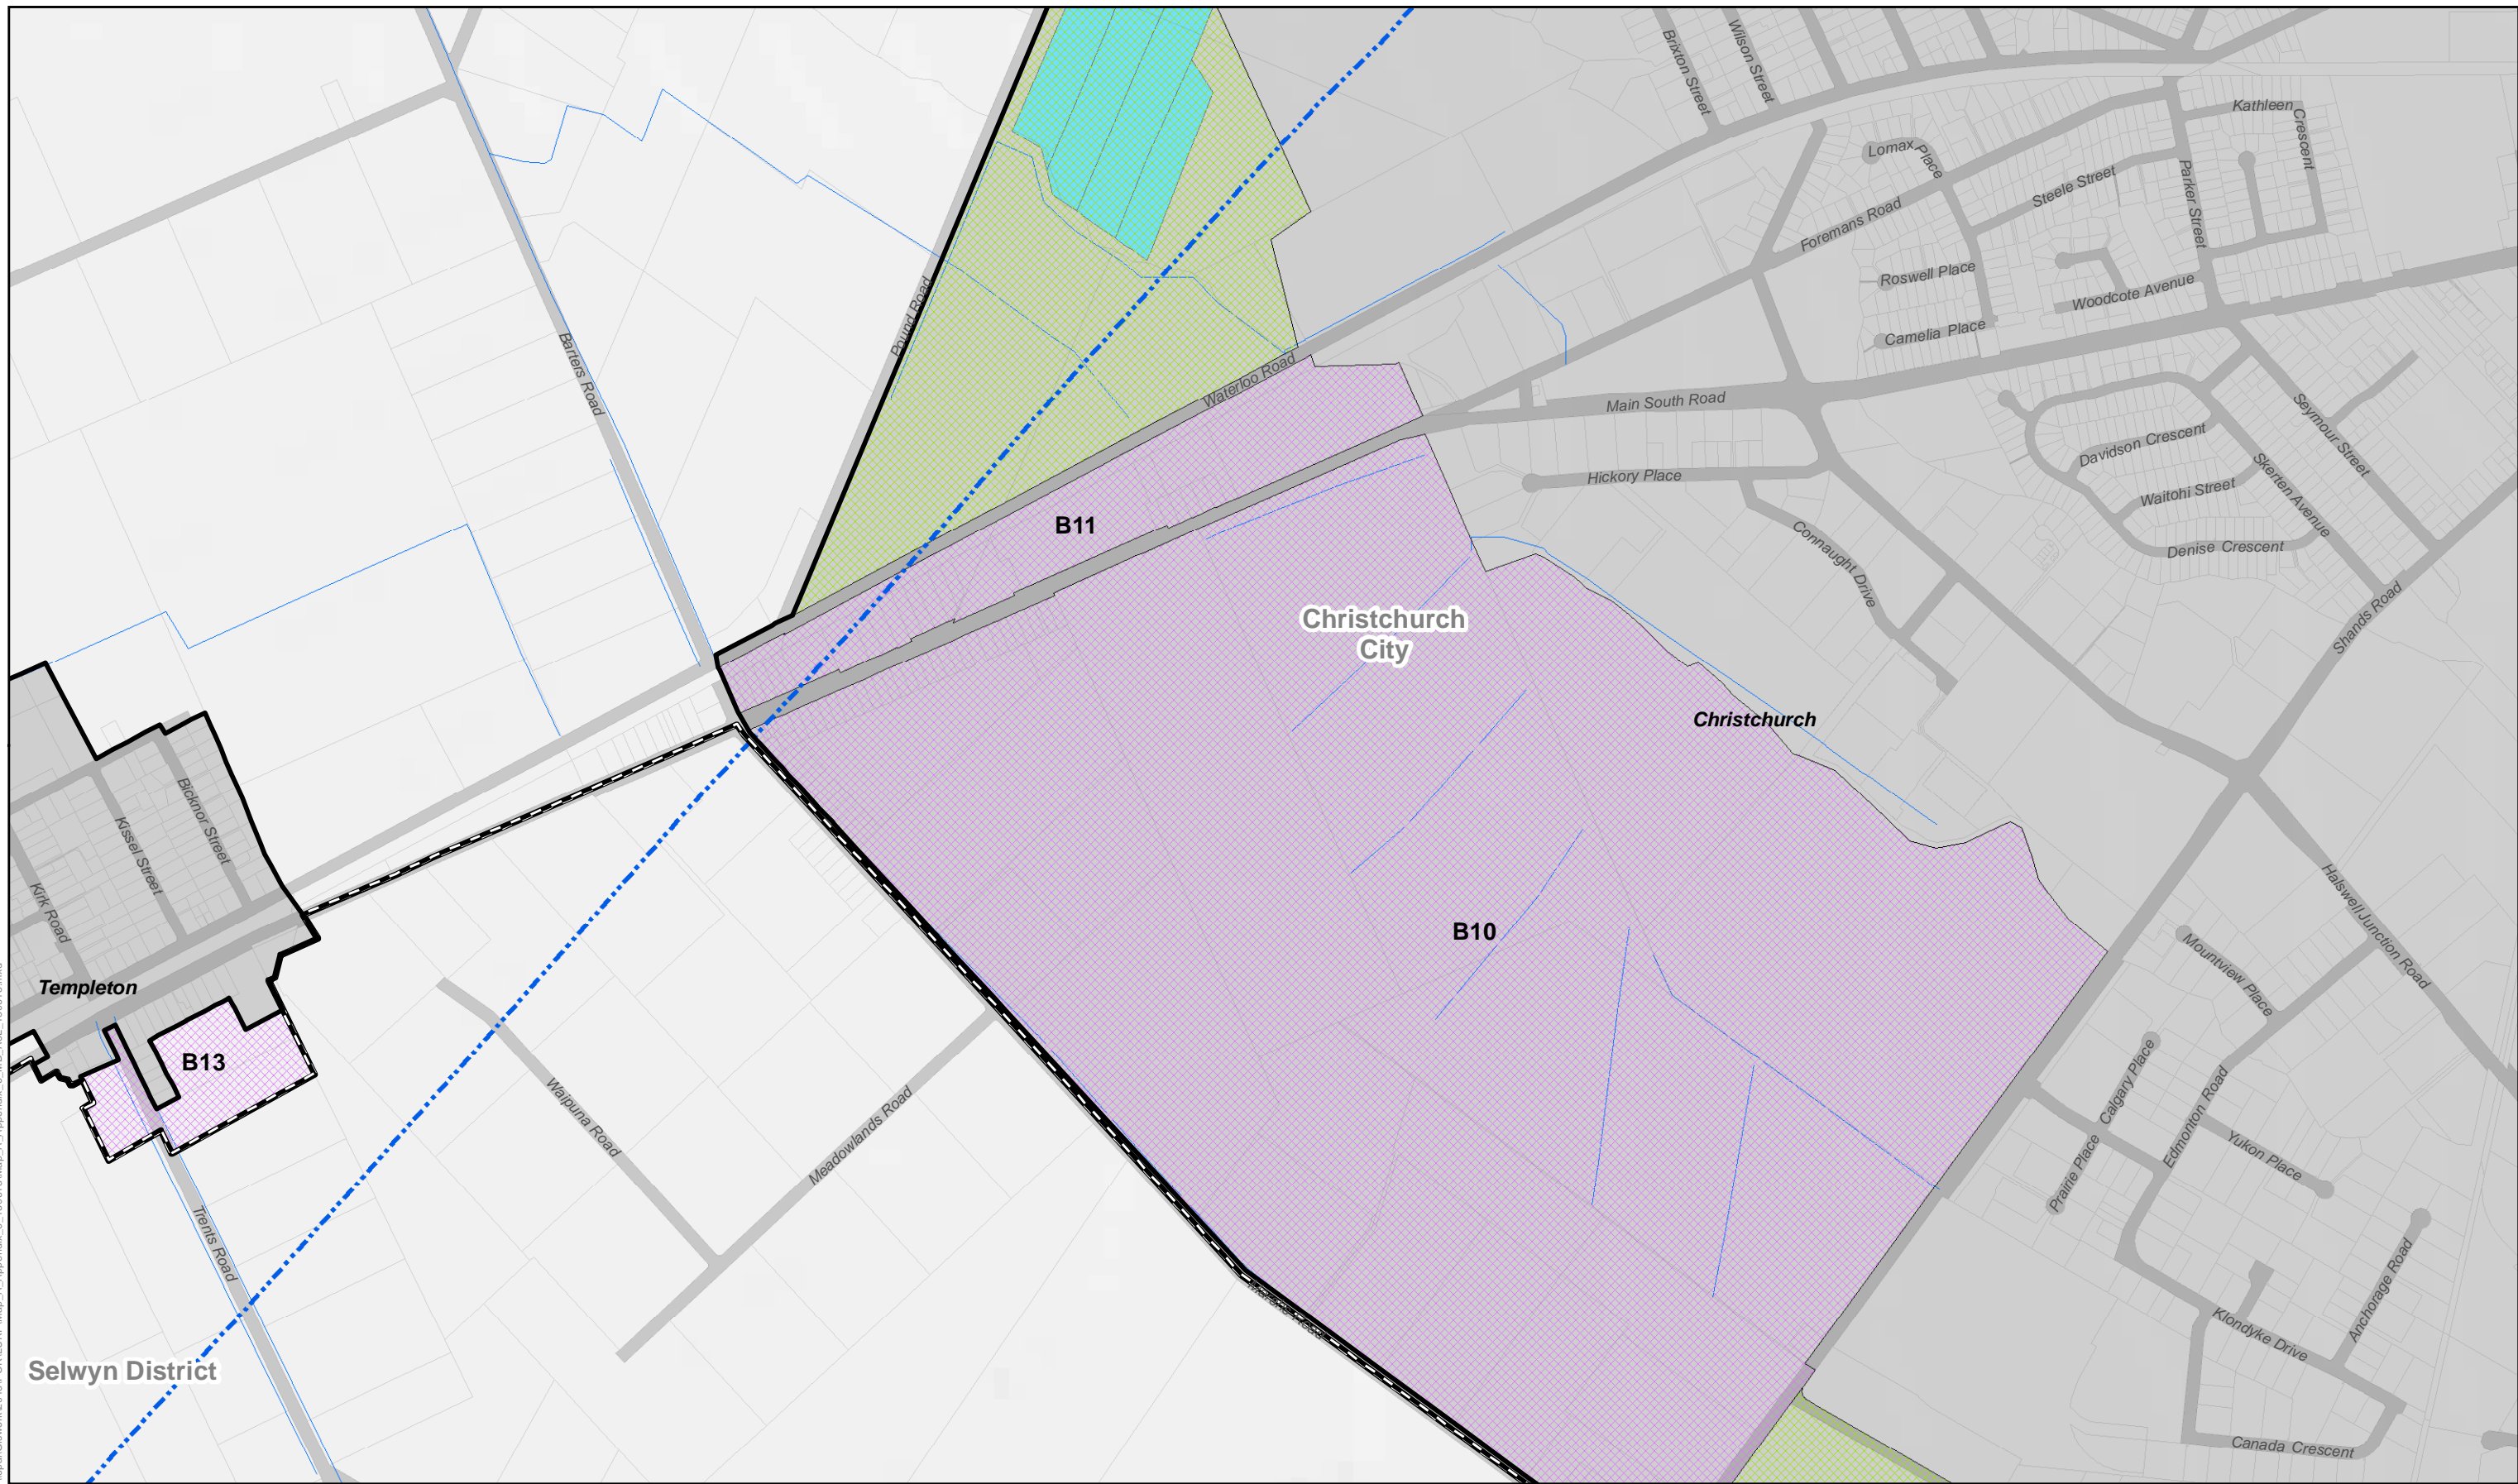 Brixton Street
Wilson Street
Kathleen
Crescent
Lomax
Place
Steele Street
Parker Street
Foremans Road
Roswell Place
Woodcote Avenue
Camelia Place
Pound Road
Barters Road
Waterloo Road
Main South Road
Seymour Street
Davidson Crescent
Skerten Avenue
Waitohi Street
Hickory Place
Denise Crescent
Connaught Drive
B11
Christchurch
City
Shands Road
Christchurch
Bicknor Street
Kissel Street
Kirk Road
B10
Halswell Junction Road
Mountview Place
Templeton
B13
Waipuna Road
Meadowlands Road
Calgary Place
Edmonton Road
Prairie Place
Yukon Place
Trents Road
Anchorage Road
Klondyke Drive
Selwyn District
Canada Crescent